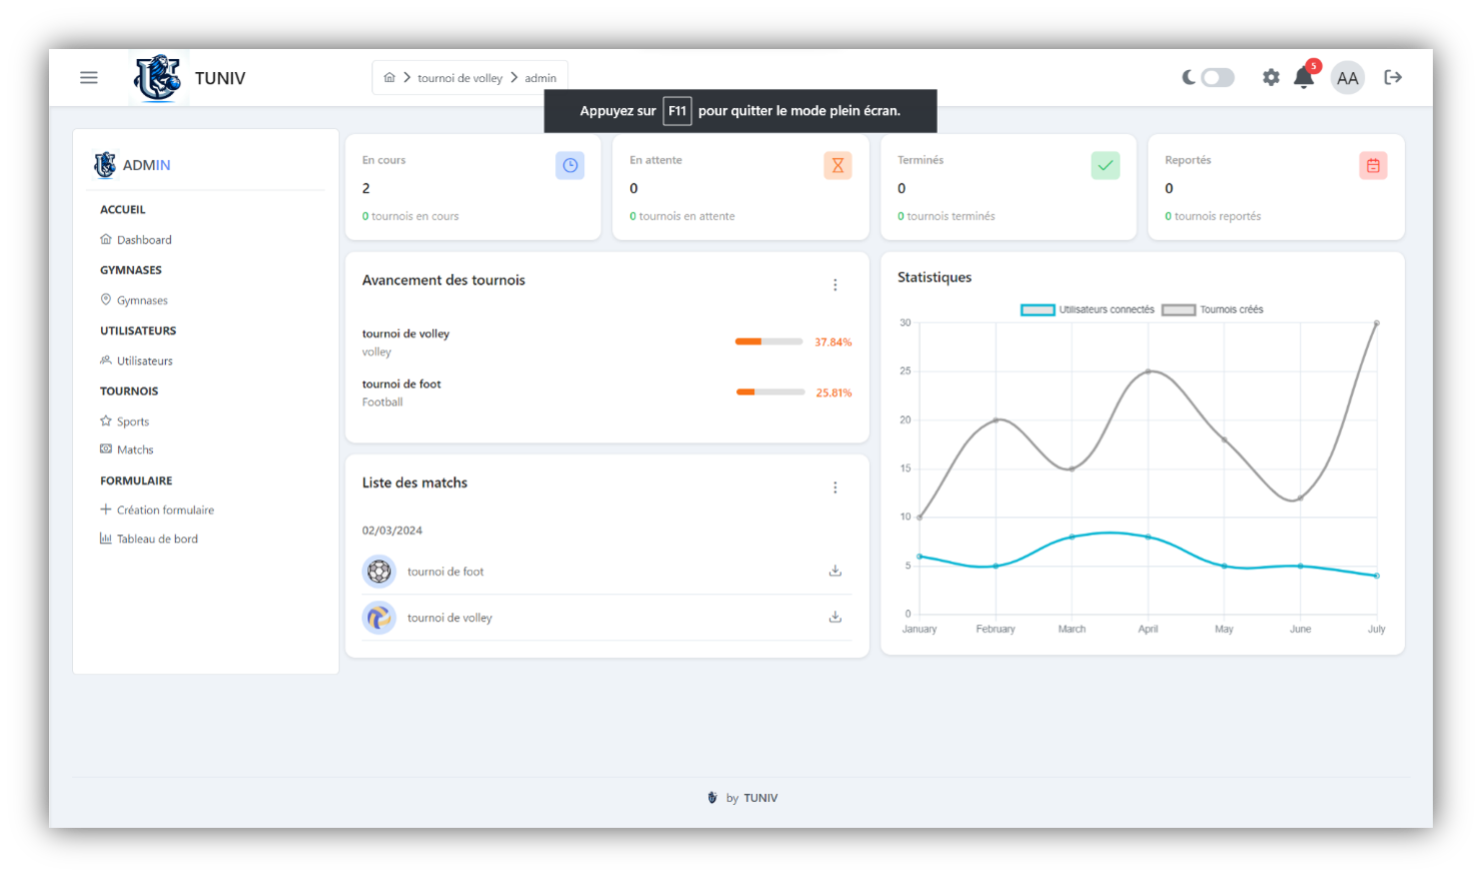 TUNIV
tournoi de volley
admin
5
AA
Appuyez sur F11 pour quitter le mode plein écran.
ADMIN
ACCUEIL
Dashboard
GYMNASES
Gymnases
UTILISATEURS
Utilisateurs
TOURNOIS
Sports
Matchs
FORMULAIRE
Création formulaire
Tableau de bord
En cours
2
0 tournois en cours
En attente
0
0 tournois en attente
Terminés
0
0 tournois terminés
Reportés
0
0 tournois reportés
Avancement des tournois
tournoi de volley
37.84%
volley
tournoi de foot
25.81%
Football
Liste des matchs
02/03/2024
tournoi de foot
tournoi de volley
Statistiques
Utilisateurs connectés
Tournois créés
30
25
20
15
10
5
0
January February March April May June July
by TUNIV